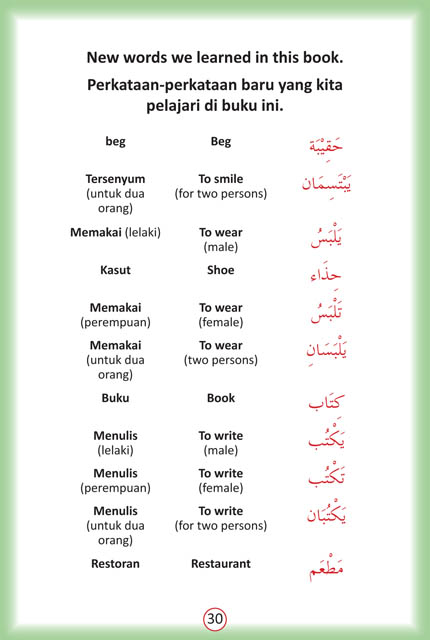 New words we learned in this book.
Perkataan-perkataan baru yang kita
pelajari di buku ini.
beg Beg حَقِيْبَة
Tersenyum To smile يَبْتَسِمَان
(untuk dua (for two persons)
orang)
Memakai (lelaki) To wear يَلْبَسُ
(male)
Kasut Shoe حِذَاء
Memakai To wear تَلْبَسُ
(perempuan) (female)
Memakai To wear يَلْبَسَانِ
(untuk dua (two persons)
orang)
Buku Book كِتَاب
Menulis To write يَكْتُب
(lelaki) (male)
Menulis To write تَكْتُب
(perempuan) (female)
Menulis To write يَكْتُبَان
(untuk dua (for two persons)
orang)
Restoran Restaurant مَطْعَم
30